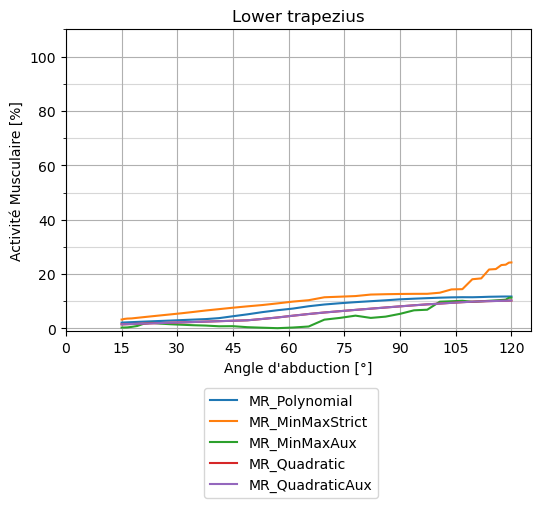 Lower trapezius
Activité Musculaire [%]
100
80
60
40
20
0
0 15 30 45 60 75 90 105 120
Angle d'abduction [°]
MR_Polynomial
MR_MinMaxStrict
MR_MinMaxAux
MR_Quadratic
MR_QuadraticAux